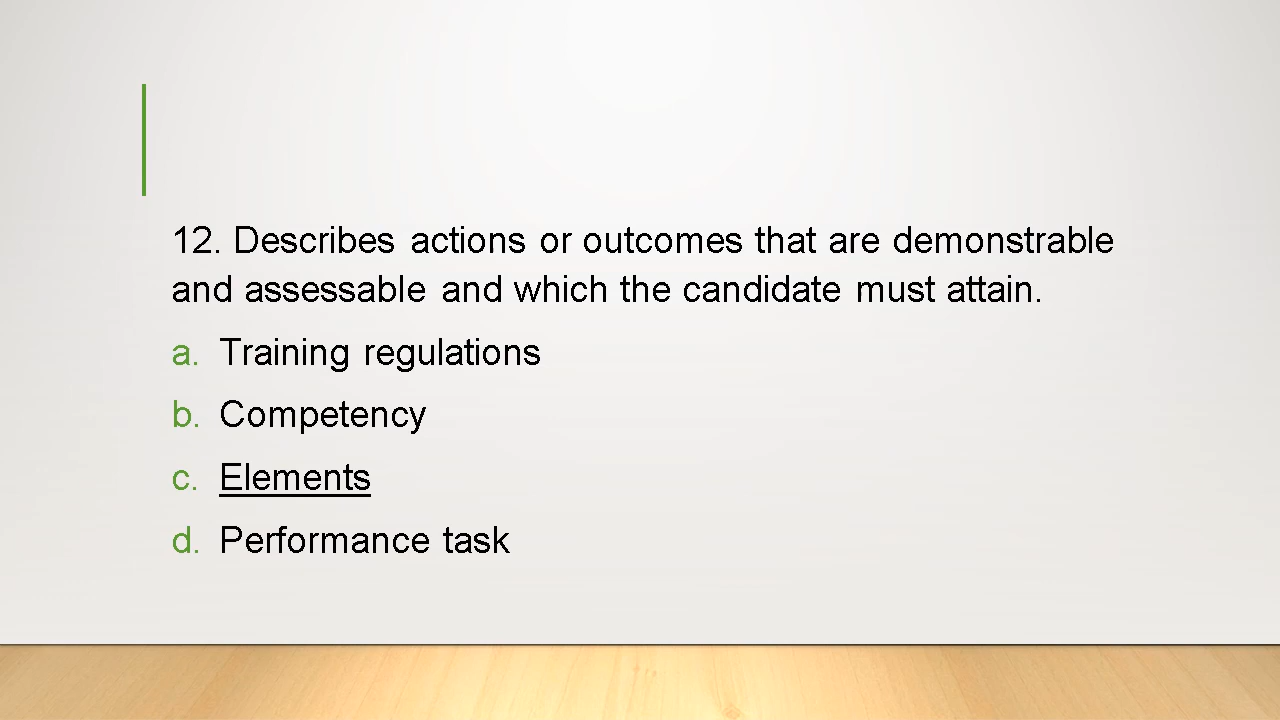 12. Describes actions or outcomes that are demonstrable
and assessable and which the candidate must attain.
a. Training regulations
b. Competency
c. Elements
d. Performance task